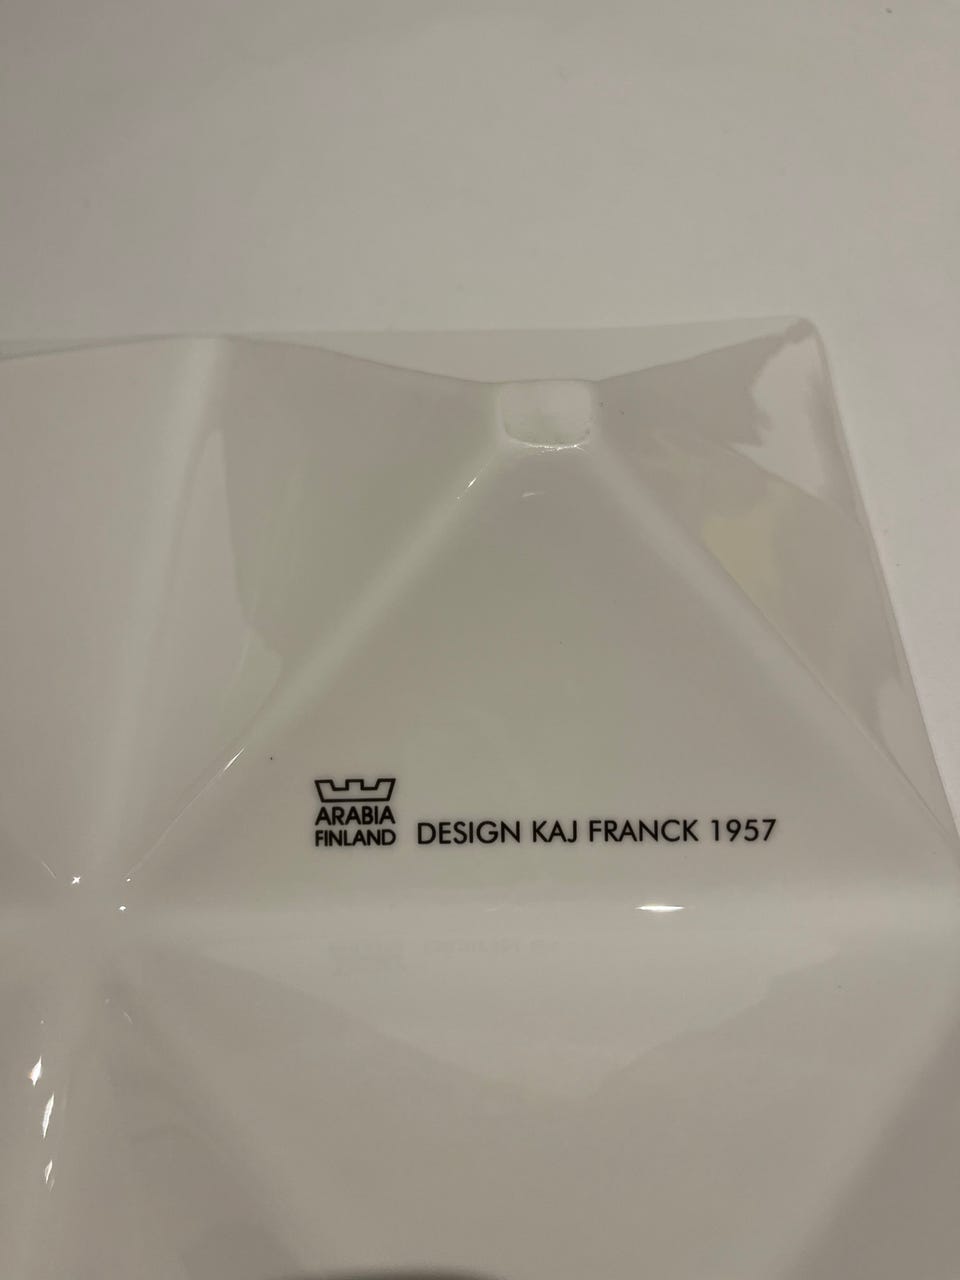 ARABIA
FINLAND
DESIGN KAJ FRANCK 1957